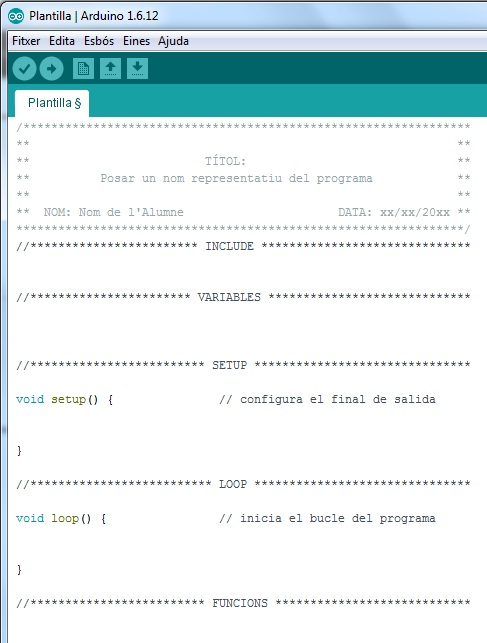 Plantilla | Arduino 1.6.12
Fitxer Edita Esbós Eines Ajuda
Plantilla §
/****************************************************************
** **
** TÍTOL: **
** Posar un nom representatiu del programa **
** **
** NOM: Nom de l'Alumne DATA: xx/xx/20xx **
****************************************************************/
//************************ INCLUDE ******************************
//*********************** VARIABLES *****************************
//************************* SETUP *******************************
void setup() { // configura el final de salida
}
//************************** LOOP *******************************
void loop() { // inicia el bucle del programa
}
//************************* FUNCIONS ****************************